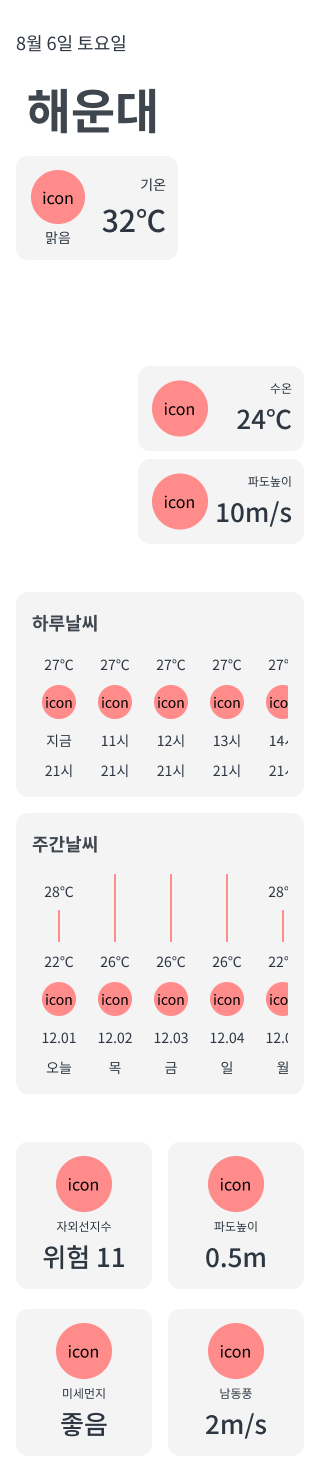 8월 6일 토요일
해운대
icon
기온
32℃
맑음
icon
수온
24℃
icon
파도높이
10m/s
하루날씨
27℃ 27℃ 27℃ 27℃ 27°
icon icon icon icon ico
지금 11시 12시 13시 14
21시 21시 21시 21시 21
주간날씨
28℃ 28°
22℃ 26℃ 26℃ 26℃ 22°
icon icon icon icon ico
12.01 12.02 12.03 12.04 12.0
오늘 목 금 일 월
icon icon
자외선지수 파도높이
위험 11 0.5m
icon icon
미세먼지 남동풍
좋음 2m/s